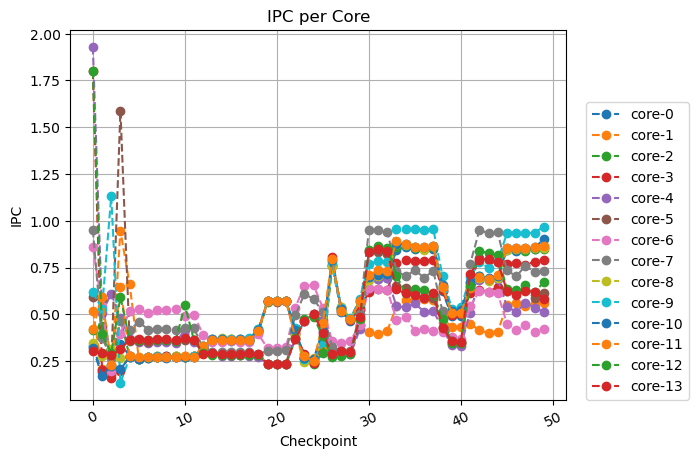 IPC per Core
IPC
2.00
1.75
1.50
1.25
1.00
0.75
0.50
0.25
0
10
20
30
40
50
Checkpoint
core-0
core-1
core-2
core-3
core-4
core-5
core-6
core-7
core-8
core-9
core-10
core-11
core-12
core-13